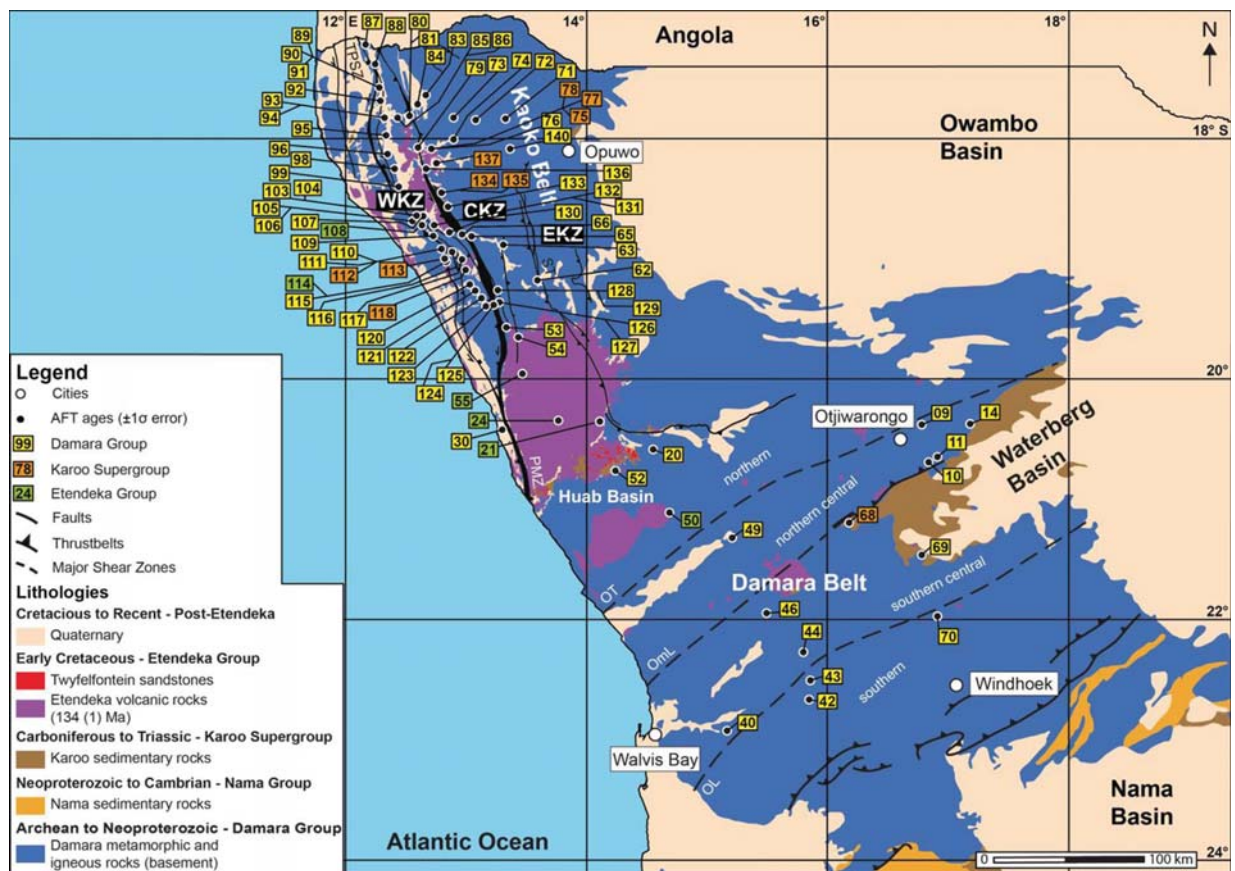 12° E
14°
16°
18°
N
Angola
87
88
80
89
81
83
85
86
90
84
74
72
91
79
73
71
92
78
77
93
76
75
94
140
18° S
95
Owambo
Basin
TPSZ
Kaoko Belt
Opuwo
96
137
136
98
134
135
133
99
132
103
104
WKZ
CKZ
131
105
130
66
106
107
EKZ
65
108
63
109
110
62
111
112
113
128
114
129
115
126
116
117
118
53
120
127
54
121
122
123
125
124
20°
55
Otjiwarongo
09
14
24
11
30
20
Waterberg
Basin
21
10
PMZ
52
northern
Huab Basin
northern central
68
50
49
69
Damara Belt
southern central
OT
46
22°
44
70
OmL
43
southern
Windhoek
42
40
Walvis Bay
OL
Nama
Basin
Atlantic Ocean
0
100 km
24°
Legend
Cities
AFT ages (±1σ error)
99 Damara Group
78 Karoo Supergroup
24 Etendeka Group
Faults
Thrustbelts
Major Shear Zones
Lithologies
Cretacious to Recent - Post-Etendeka
Quaternary
Early Cretaceous - Etendeka Group
Twyfelfontein sandstones
Etendeka volcanic rocks
(134 (1) Ma)
Carboniferous to Triassic - Karoo Supergroup
Karoo sedimentary rocks
Neoproterozoic to Cambrian - Nama Group
Nama sedimentary rocks
Archean to Neoproterozoic - Damara Group
Damara metamorphic and
igneous rocks (basement)